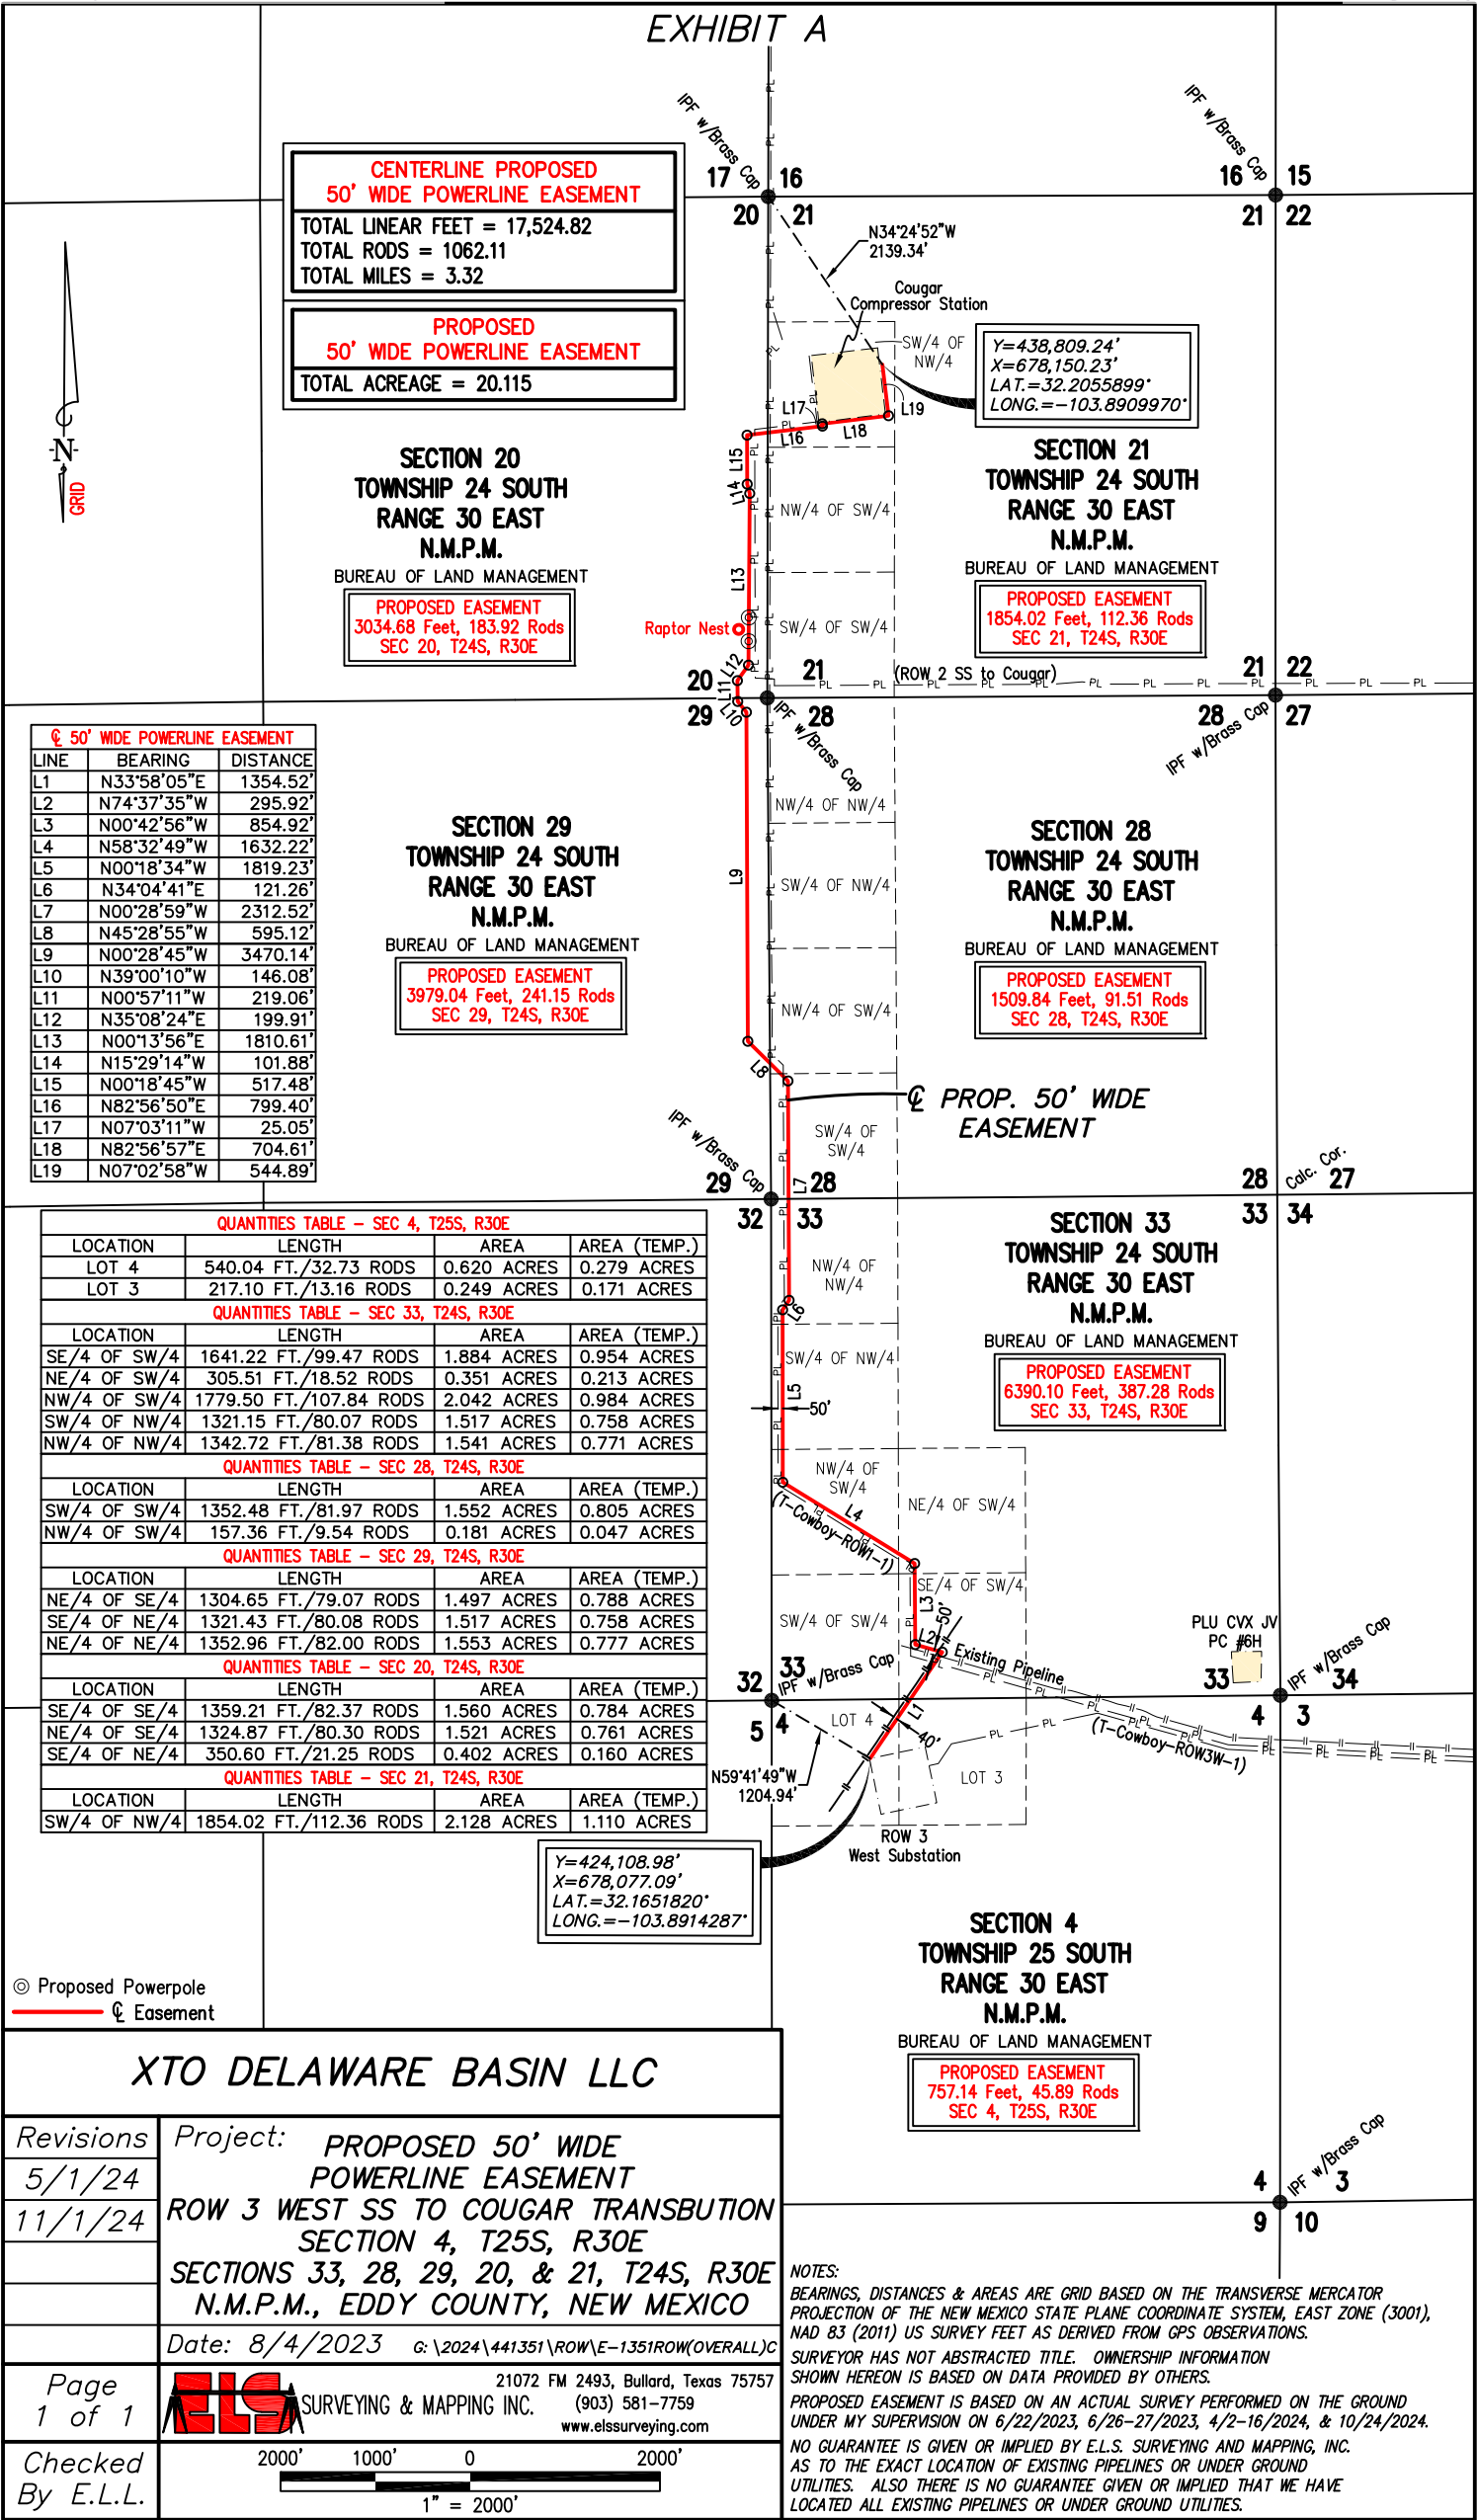 EXHIBIT A
IPF w/Brass Cap
17 16
20 21
IPF w/Brass Cap
16 15
21 22
CENTERLINE PROPOSED
50' WIDE POWERLINE EASEMENT
TOTAL LINEAR FEET = 17,524.82
TOTAL RODS = 1062.11
TOTAL MILES = 3.32
PROPOSED
50' WIDE POWERLINE EASEMENT
TOTAL ACREAGE = 20.115
N34°24'52"W
2139.34'
Cougar
Compressor Station
SW/4 OF
NW/4
Y=438,809.24'
X=678,150.23'
LAT.=32.2055899°
LONG.=-103.8909970°
-N-
GRID
L17
L19
L16
L18
L15
L14
L13
L12
L11
L10
SECTION 20
TOWNSHIP 24 SOUTH
RANGE 30 EAST
N.M.P.M.
BUREAU OF LAND MANAGEMENT
PROPOSED EASEMENT
3034.68 Feet, 183.92 Rods
SEC 20, T24S, R30E
SECTION 21
TOWNSHIP 24 SOUTH
RANGE 30 EAST
N.M.P.M.
BUREAU OF LAND MANAGEMENT
PROPOSED EASEMENT
1854.02 Feet, 112.36 Rods
SEC 21, T24S, R30E
NW/4 OF SW/4
SW/4 OF SW/4
Raptor Nest
(ROW 2 SS to Cougar)
20 21
29 28
IPF w/Brass Cap
21 22
28 27
IPF w/Brass Cap
℄ 50' WIDE POWERLINE EASEMENT
LINE BEARING DISTANCE
L1 N33°58'05"E 1354.52'
L2 N74°37'35"W 295.92'
L3 N00°42'56"W 854.92'
L4 N58°32'49"W 1632.22'
L5 N00°18'34"W 1819.23'
L6 N34°04'41"E 121.26'
L7 N00°28'59"W 2312.52'
L8 N45°28'55"W 595.12'
L9 N00°28'45"W 3470.14'
L10 N39°00'10"W 146.08'
L11 N00°57'11"W 219.06'
L12 N35°08'24"E 199.91'
L13 N00°13'56"E 1810.61'
L14 N15°29'14"W 101.88'
L15 N00°18'45"W 517.48'
L16 N82°56'50"E 799.40'
L17 N07°03'11"W 25.05'
L18 N82°56'57"E 704.61'
L19 N07°02'58"W 544.89'
SECTION 29
TOWNSHIP 24 SOUTH
RANGE 30 EAST
N.M.P.M.
BUREAU OF LAND MANAGEMENT
PROPOSED EASEMENT
3979.04 Feet, 241.15 Rods
SEC 29, T24S, R30E
L9
NW/4 OF NW/4
SW/4 OF NW/4
NW/4 OF SW/4
SECTION 28
TOWNSHIP 24 SOUTH
RANGE 30 EAST
N.M.P.M.
BUREAU OF LAND MANAGEMENT
PROPOSED EASEMENT
1509.84 Feet, 91.51 Rods
SEC 28, T24S, R30E
L8
℄ PROP. 50' WIDE
EASEMENT
SW/4 OF
SW/4
L7
IPF w/Brass Cap
29 28
32 33
28 27
33 34
Calc. Cor.
QUANTITIES TABLE - SEC 4, T25S, R30E
LOCATION LENGTH AREA AREA (TEMP.)
LOT 4 540.04 FT./32.73 RODS 0.620 ACRES 0.279 ACRES
LOT 3 217.10 FT./13.16 RODS 0.249 ACRES 0.171 ACRES
QUANTITIES TABLE - SEC 33, T24S, R30E
LOCATION LENGTH AREA AREA (TEMP.)
SE/4 OF SW/4 1641.22 FT./99.47 RODS 1.884 ACRES 0.954 ACRES
NE/4 OF SW/4 305.51 FT./18.52 RODS 0.351 ACRES 0.213 ACRES
NW/4 OF SW/4 1779.50 FT./107.84 RODS 2.042 ACRES 0.984 ACRES
SW/4 OF NW/4 1321.15 FT./80.07 RODS 1.517 ACRES 0.758 ACRES
NW/4 OF NW/4 1342.72 FT./81.38 RODS 1.541 ACRES 0.771 ACRES
QUANTITIES TABLE - SEC 28, T24S, R30E
LOCATION LENGTH AREA AREA (TEMP.)
SW/4 OF SW/4 1352.48 FT./81.97 RODS 1.552 ACRES 0.805 ACRES
NW/4 OF SW/4 157.36 FT./9.54 RODS 0.181 ACRES 0.047 ACRES
QUANTITIES TABLE - SEC 29, T24S, R30E
LOCATION LENGTH AREA AREA (TEMP.)
NE/4 OF SE/4 1304.65 FT./79.07 RODS 1.497 ACRES 0.788 ACRES
SE/4 OF NE/4 1321.43 FT./80.08 RODS 1.517 ACRES 0.758 ACRES
NE/4 OF NE/4 1352.96 FT./82.00 RODS 1.553 ACRES 0.777 ACRES
QUANTITIES TABLE - SEC 20, T24S, R30E
LOCATION LENGTH AREA AREA (TEMP.)
SE/4 OF SE/4 1359.21 FT./82.37 RODS 1.560 ACRES 0.784 ACRES
NE/4 OF SE/4 1324.87 FT./80.30 RODS 1.521 ACRES 0.761 ACRES
SE/4 OF NE/4 350.60 FT./21.25 RODS 0.402 ACRES 0.160 ACRES
QUANTITIES TABLE - SEC 21, T24S, R30E
LOCATION LENGTH AREA AREA (TEMP.)
SW/4 OF NW/4 1854.02 FT./112.36 RODS 2.128 ACRES 1.110 ACRES
SECTION 33
TOWNSHIP 24 SOUTH
RANGE 30 EAST
N.M.P.M.
BUREAU OF LAND MANAGEMENT
PROPOSED EASEMENT
6390.10 Feet, 387.28 Rods
SEC 33, T24S, R30E
NW/4 OF
NW/4
L6
SW/4 OF NW/4
L5
50'
NW/4 OF
SW/4
NE/4 OF SW/4
L4
(T-Cowboy-ROW1-1)
SE/4 OF SW/4
L3
SW/4 OF SW/4
50'
L2
Existing Pipeline
PLU CVX JV
PC #6H
32 33
5 4
IPF w/Brass Cap
33 34
4 3
IPF w/Brass Cap
LOT 4
L1
40'
(T-Cowboy-ROW3W-1)
N59°41'49"W
1204.94'
LOT 3
ROW 3
West Substation
PL PL PL PL PL PL PL PL PL PL PL PL
Y=424,108.98'
X=678,077.09'
LAT.=32.1651820°
LONG.=-103.8914287°
SECTION 4
TOWNSHIP 25 SOUTH
RANGE 30 EAST
N.M.P.M.
BUREAU OF LAND MANAGEMENT
PROPOSED EASEMENT
757.14 Feet, 45.89 Rods
SEC 4, T25S, R30E
4 3
9 10
IPF w/Brass Cap
Proposed Powerpole
℄ Easement
XTO DELAWARE BASIN LLC
Revisions
5/1/24
11/1/24
Project: PROPOSED 50' WIDE
POWERLINE EASEMENT
ROW 3 WEST SS TO COUGAR TRANSBUTION
SECTION 4, T25S, R30E
SECTIONS 33, 28, 29, 20, & 21, T24S, R30E
N.M.P.M., EDDY COUNTY, NEW MEXICO
Date: 8/4/2023 G:\2024\441351\ROW\E-1351ROW(OVERALL)C
Page
1 of 1
ELS
SURVEYING & MAPPING INC.
21072 FM 2493, Bullard, Texas 75757
(903) 581-7759
www.elssurveying.com
Checked
By E.L.L.
2000' 1000' 0 2000'
1" = 2000'
NOTES:
BEARINGS, DISTANCES & AREAS ARE GRID BASED ON THE TRANSVERSE MERCATOR
PROJECTION OF THE NEW MEXICO STATE PLANE COORDINATE SYSTEM, EAST ZONE (3001),
NAD 83 (2011) US SURVEY FEET AS DERIVED FROM GPS OBSERVATIONS.
SURVEYOR HAS NOT ABSTRACTED TITLE. OWNERSHIP INFORMATION
SHOWN HEREON IS BASED ON DATA PROVIDED BY OTHERS.
PROPOSED EASEMENT IS BASED ON AN ACTUAL SURVEY PERFORMED ON THE GROUND
UNDER MY SUPERVISION ON 6/22/2023, 6/26-27/2023, 4/2-16/2024, & 10/24/2024.
NO GUARANTEE IS GIVEN OR IMPLIED BY E.L.S. SURVEYING AND MAPPING, INC.
AS TO THE EXACT LOCATION OF EXISTING PIPELINES OR UNDER GROUND
UTILITIES. ALSO THERE IS NO GUARANTEE GIVEN OR IMPLIED THAT WE HAVE
LOCATED ALL EXISTING PIPELINES OR UNDER GROUND UTILITIES.